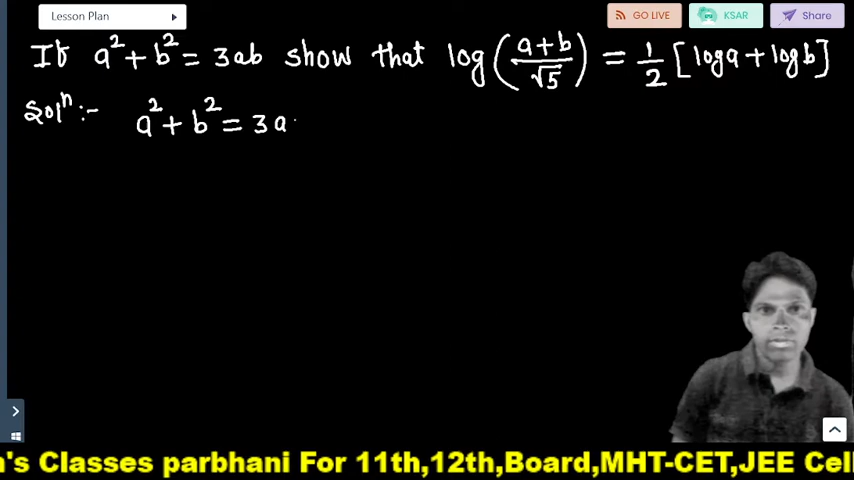 Lesson Plan
GO LIVE
KSAR
Share
If a² + b² = 3ab show that log(a+b/√5) = 1/2 [loga + logb]
Solⁿ :- a² + b² = 3a
n's Classes parbhani For 11th,12th,Board,MHT-CET,JEE Cel